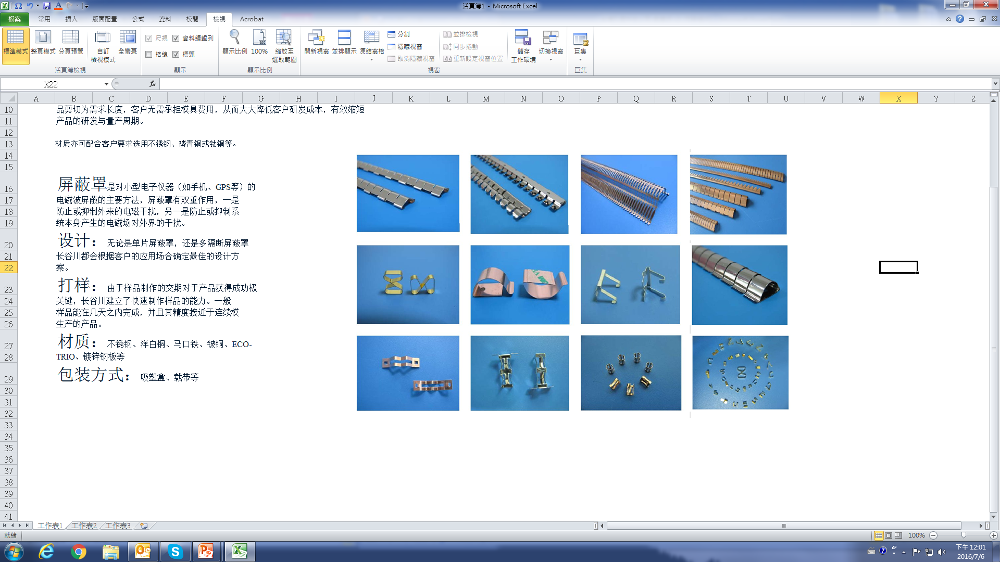 活頁簿1 - Microsoft Excel
檔案 常用 插入 版面配置 公式 資料 校閱 檢視 Acrobat
標準模式 整頁模式 分頁預覽 自訂檢視模式 全螢幕
活頁簿檢視
尺規 資料編輯列
格線 標題
顯示
顯示比例 100% 縮放至選取範圍
顯示比例
開新視窗 並排顯示 凍結窗格
分割
隱藏視窗
取消隱藏視窗
並排檢視
同步捲動
重新設定視窗位置
視窗
儲存工作環境 切換視窗
巨集
巨集
X22
fx
A B C D E F G H I J K L M N O P Q R S T U V W X Y Z
10 品剪切为需求长度，客户无需承担模具费用，从而大大降低客户研发成本，有效缩短
11 产品的研发与量产周期。
12
13 材质亦可配合客户要求选用不锈钢、磷青铜或钛铜等。
14
15
16 屏蔽罩是对小型电子仪器（如手机、GPS等）的
17 电磁波屏蔽的主要方法，屏蔽罩有双重作用，一是
18 防止或抑制外来的电磁干扰，另一是防止或抑制系
19 统本身产生的电磁场对外界的干扰。
20 设计：无论是单片屏蔽罩，还是多隔断屏蔽罩
21 长谷川都会根据客户的应用场合确定最佳的设计方
22 案。
23 打样：由于样品制作的交期对于产品获得成功极
24 关键，长谷川建立了快速制作样品的能力。一般
25 样品能在几天之内完成，并且其精度接近于连续模
26 生产的产品。
27 材质：不锈钢、洋白铜、马口铁、铍铜、ECO-
28 TRIO、镀锌钢板等
29 包装方式：吸塑盒、载带等
30
31
32
33
34
35
36
37
38
39
40
41
工作表1 工作表2 工作表3
就緒
100%
下午 12:01
2016/7/6